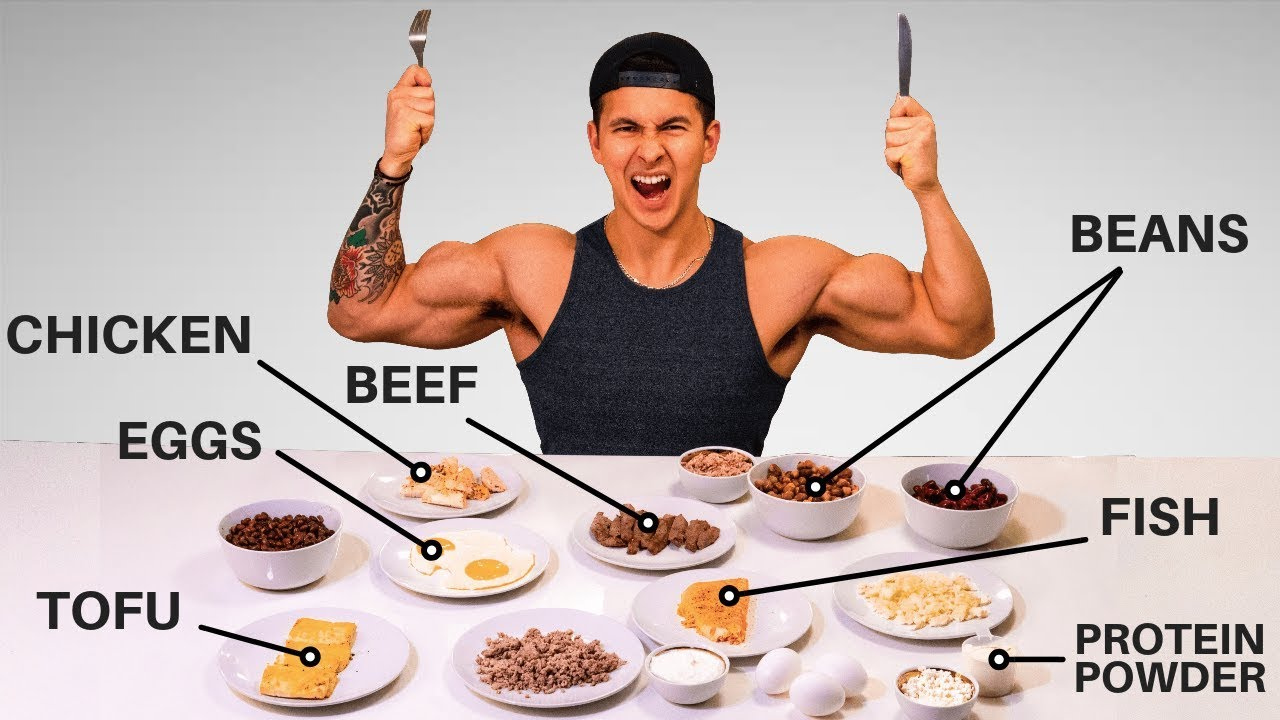 BEANS
CHICKEN
BEEF
EGGS
FISH
TOFU
PROTEIN
POWDER